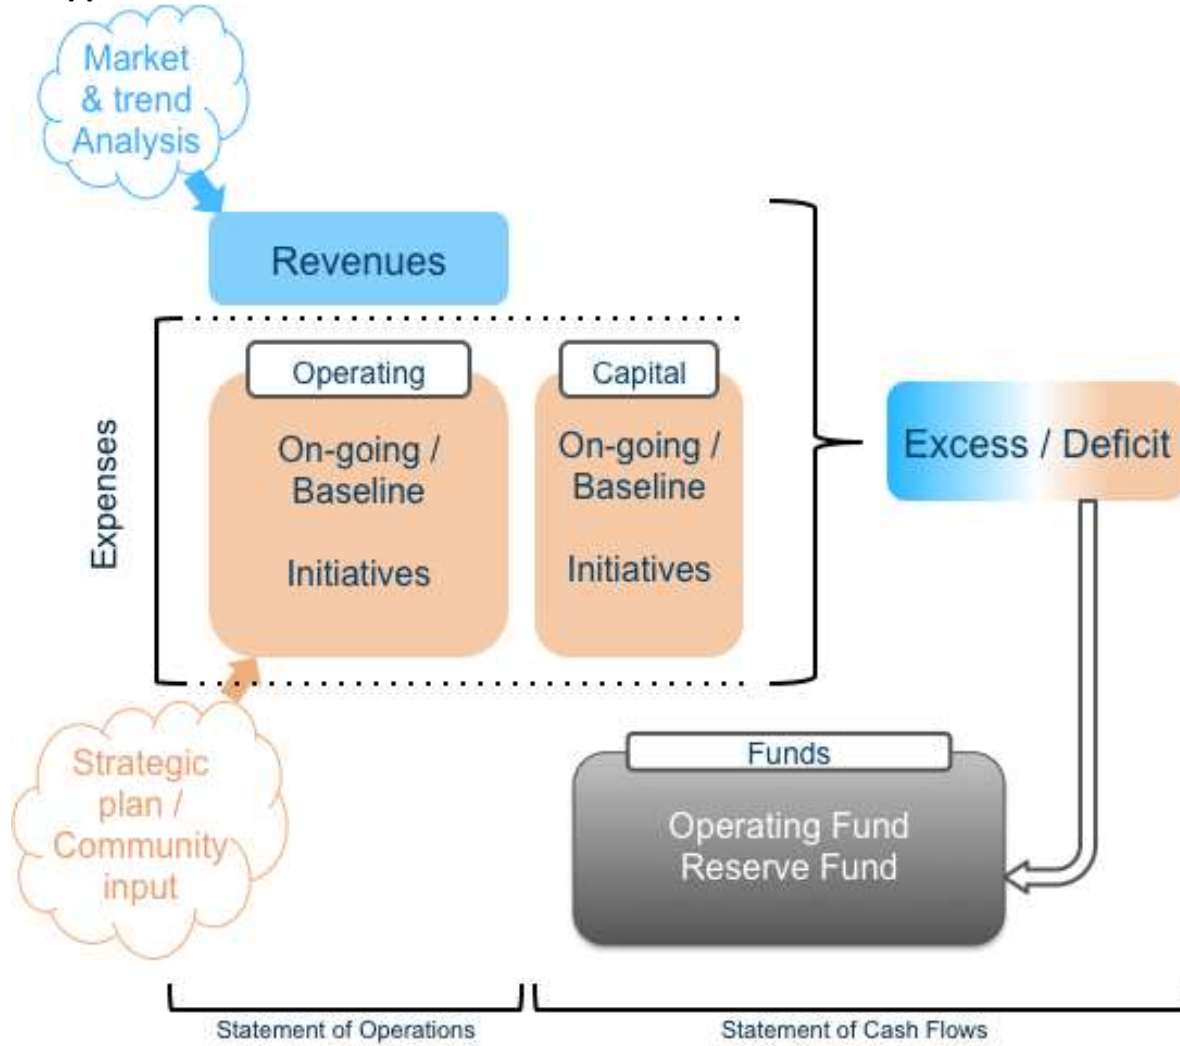 Market
& trend
Analysis
Revenues
Expenses
Operating
On-going /
Baseline
Initiatives
Capital
On-going /
Baseline
Initiatives
Excess / Deficit
Strategic
plan /
Community
input
Funds
Operating Fund
Reserve Fund
Statement of Operations
Statement of Cash Flows